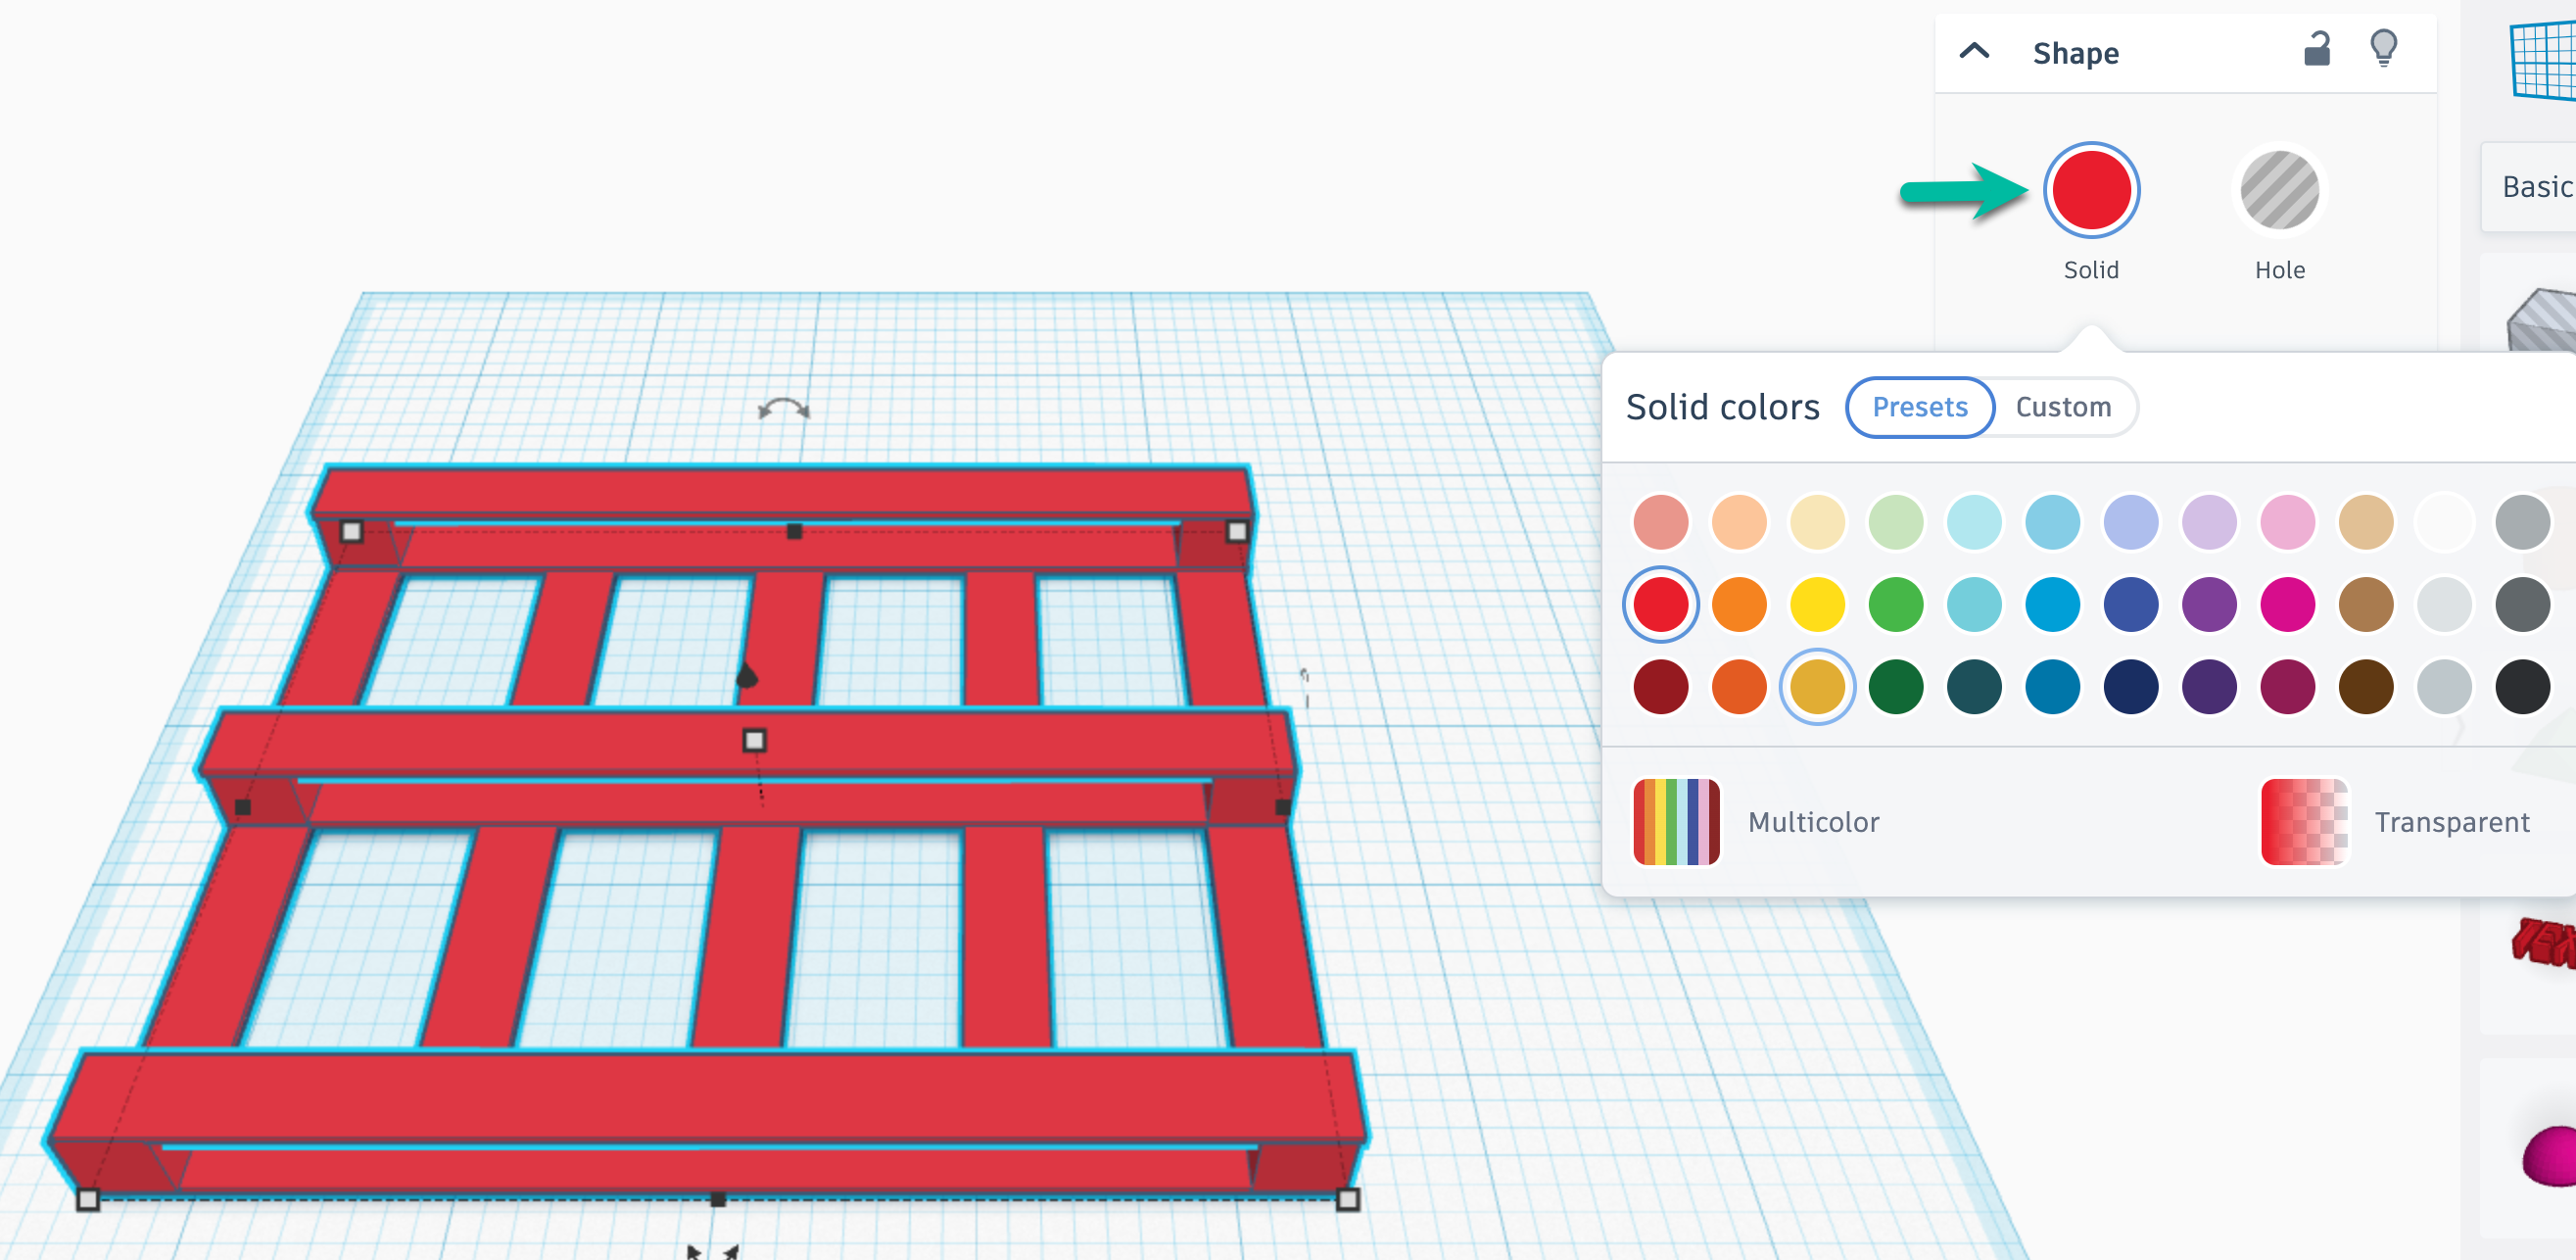 Shape
Solid
Hole
Basic
Solid colors
Presets
Custom
Multicolor
Transparent